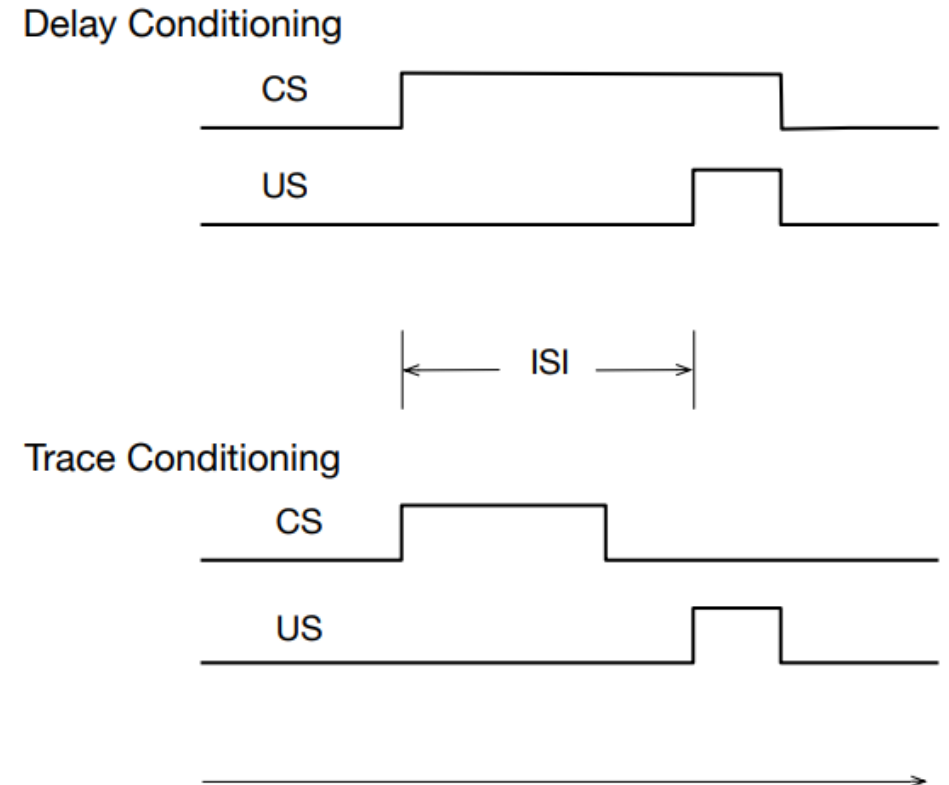 Delay Conditioning
CS
US
ISI
Trace Conditioning
CS
US